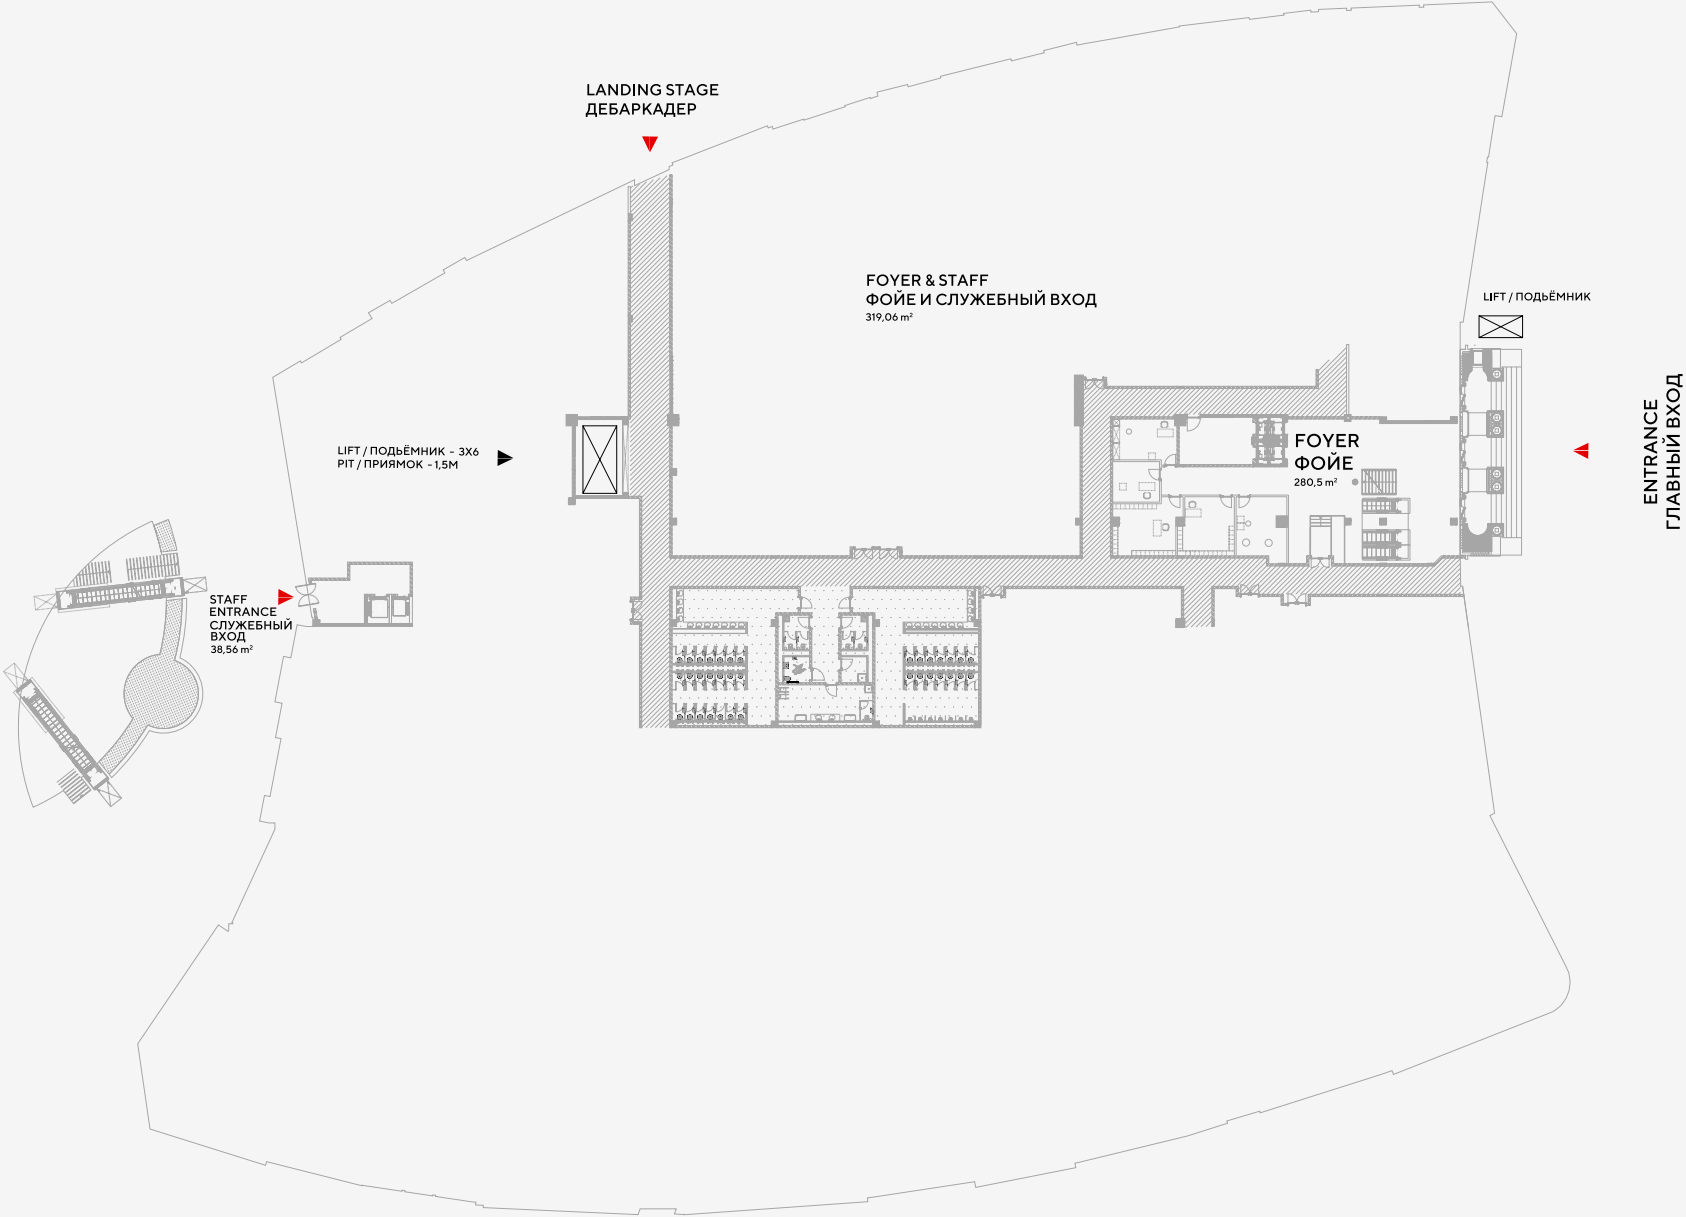 LANDING STAGE
ДЕБАРКАДЕР
FOYER & STAFF
ФОЙЕ И СЛУЖЕБНЫЙ ВХОД
319,06 m²
LIFT / ПОДЬЁМНИК
ENTRANCE
ГЛАВНЫЙ ВХОД
FOYER
ФОЙЕ
280,5 m²
LIFT / ПОДЬЁМНИК - 3X6
PIT / ПРИЯМОК - 1,5М
STAFF
ENTRANCE
СЛУЖЕБНЫЙ
ВХОД
38,56 m²